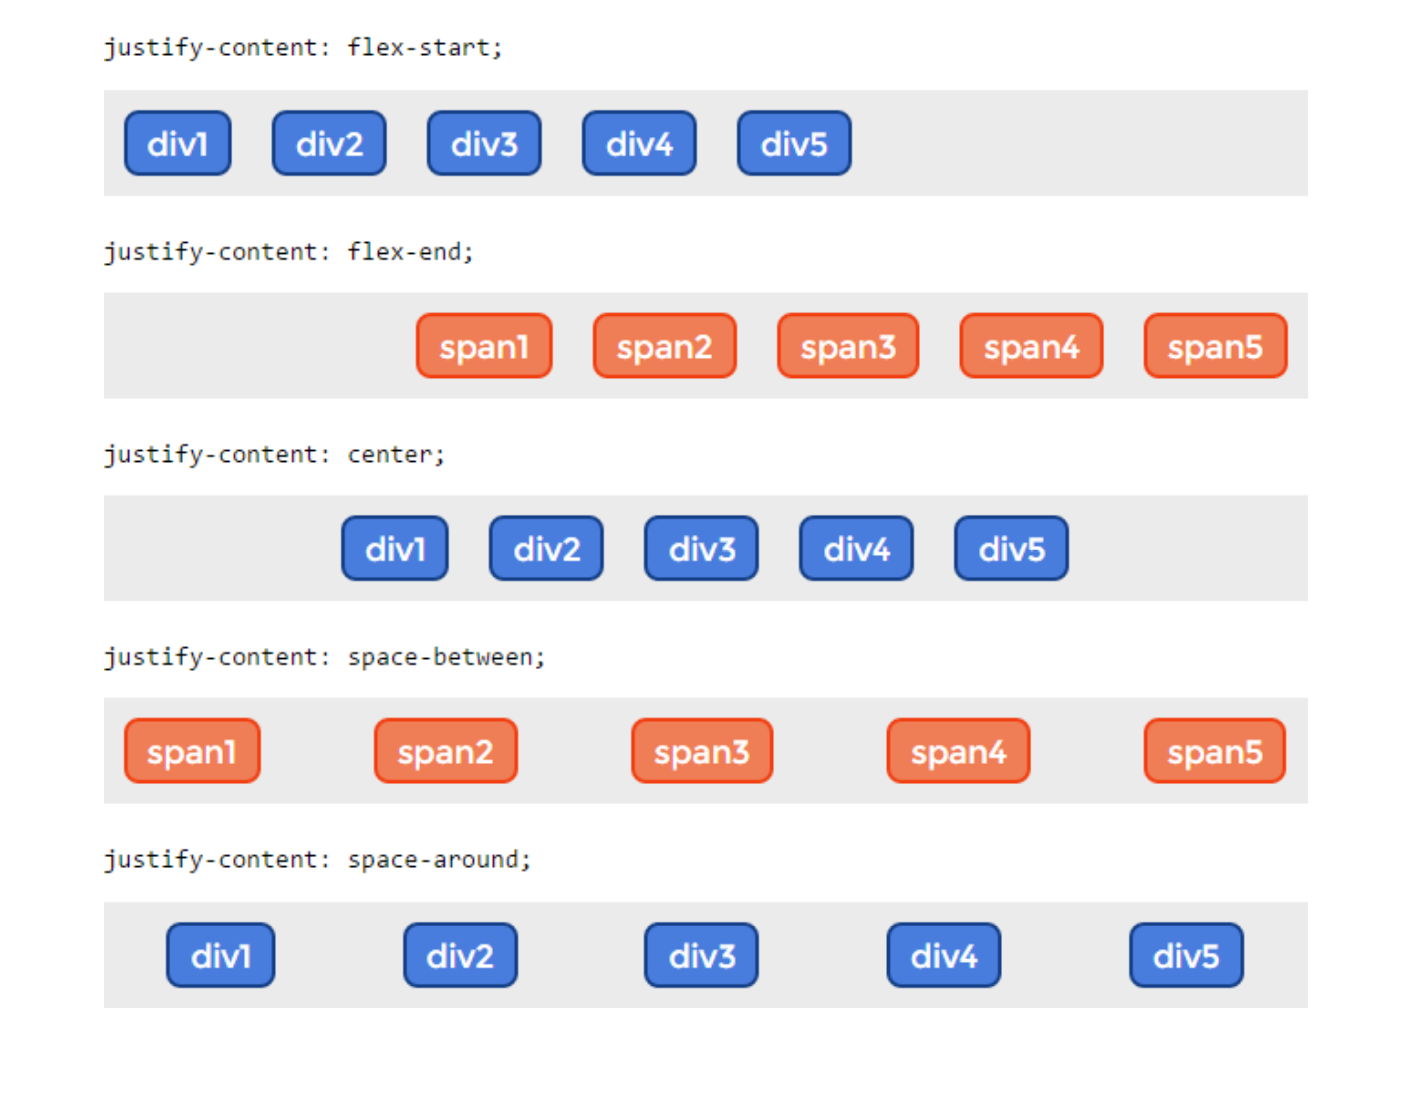 justify-content: flex-start;
div1 div2 div3 div4 div5
justify-content: flex-end;
span1 span2 span3 span4 span5
justify-content: center;
div1 div2 div3 div4 div5
justify-content: space-between;
span1 span2 span3 span4 span5
justify-content: space-around;
div1 div2 div3 div4 div5